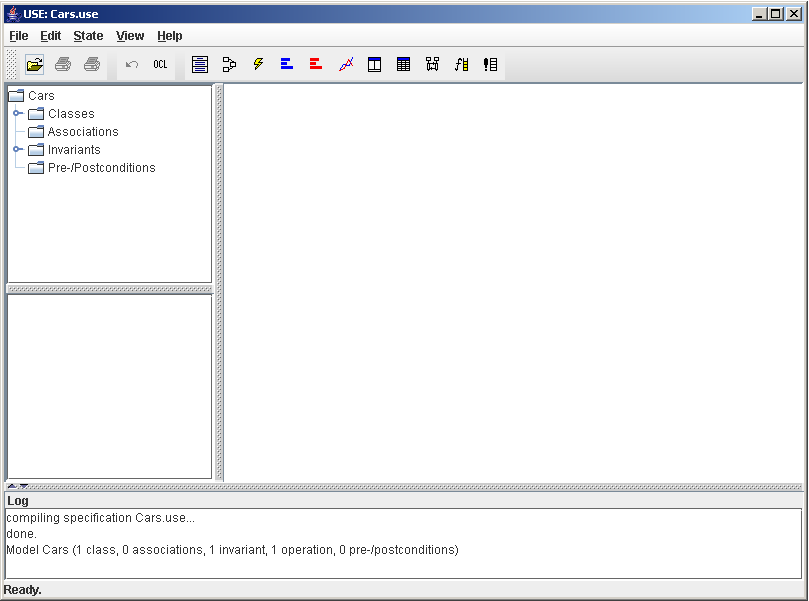 USE: Cars.use
File Edit State View Help
OCL
Cars
Classes
Associations
Invariants
Pre-/Postconditions
Log
compiling specification Cars.use...
done.
Model Cars (1 class, 0 associations, 1 invariant, 1 operation, 0 pre-/postconditions)
Ready.